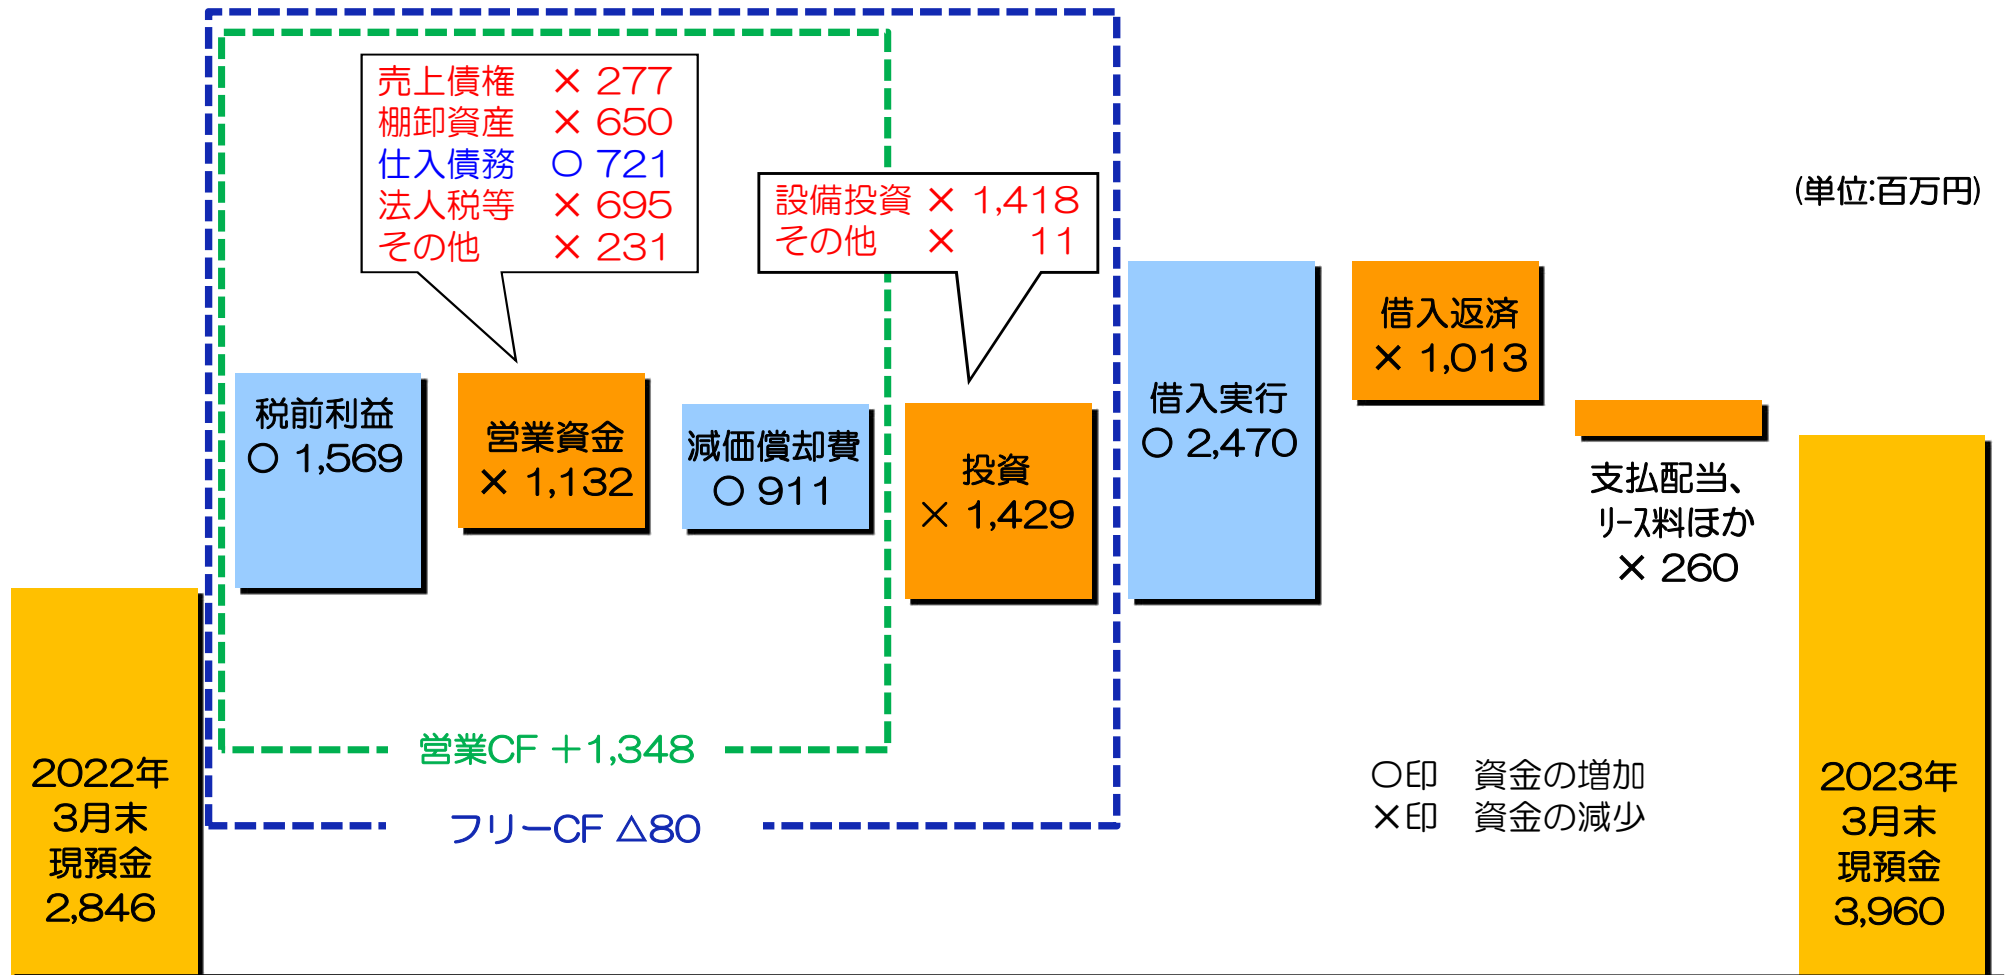 売上債権 × 277
棚卸資産 × 650
仕入債務 〇 721
法人税等 × 695
その他 × 231
設備投資 × 1,418
その他 × 11
(単位:百万円)
税前利益
〇 1,569
営業資金
× 1,132
減価償却費
〇 911
投資
× 1,429
借入実行
〇 2,470
借入返済
× 1,013
支払配当、
リース料ほか
× 260
営業CF +1,348
フリーCF △80
2022年
3月末
現預金
2,846
〇印 資金の増加
×印 資金の減少
2023年
3月末
現預金
3,960